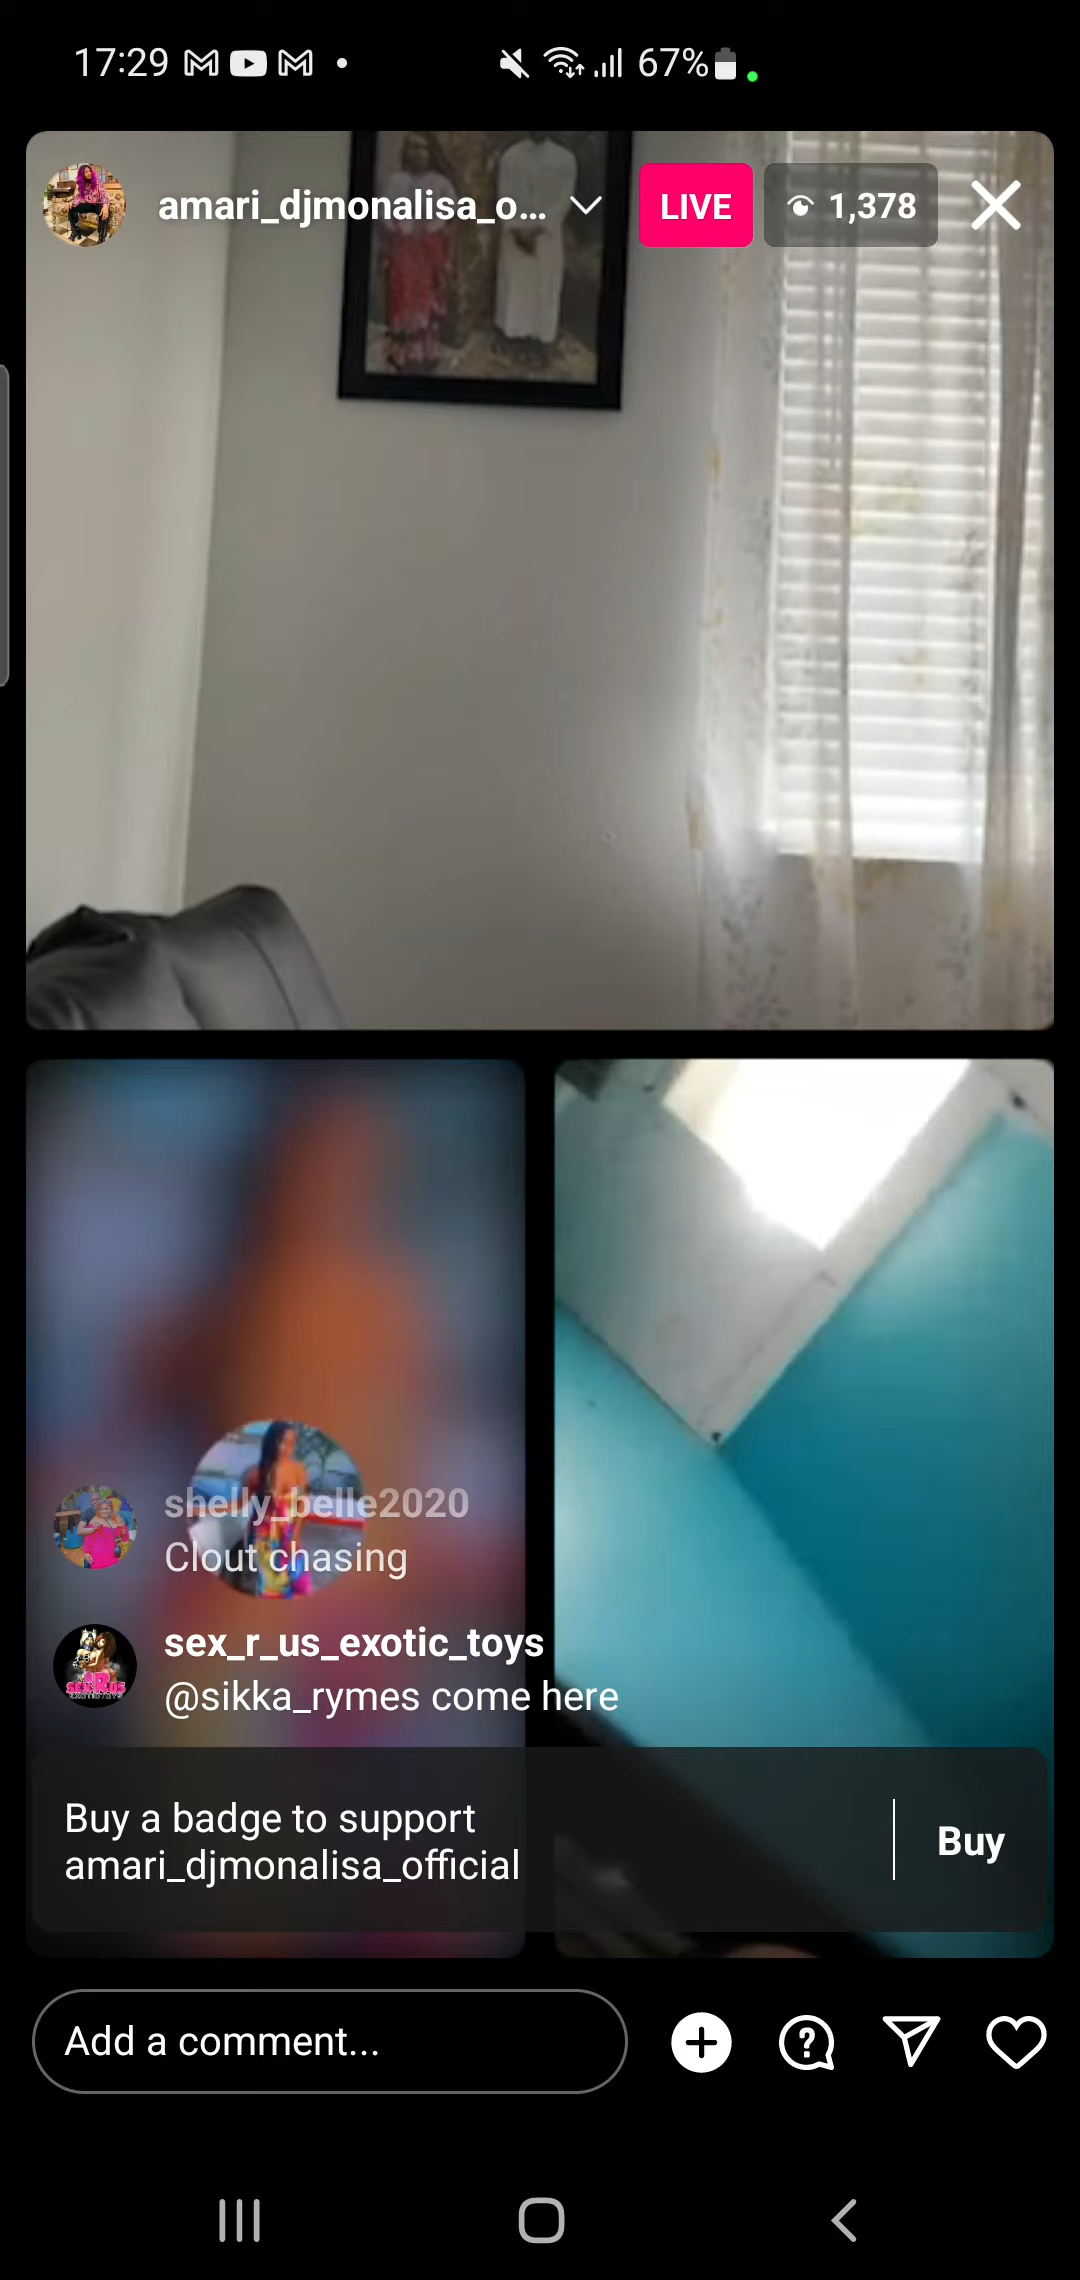 17:29
67%
amari_djmonalisa_o...
LIVE
1,378
shelly_belle2020
Clout chasing
sex_r_us_exotic_toys
@sikka_rymes come here
Buy a badge to support
amari_djmonalisa_official
Buy
Add a comment...